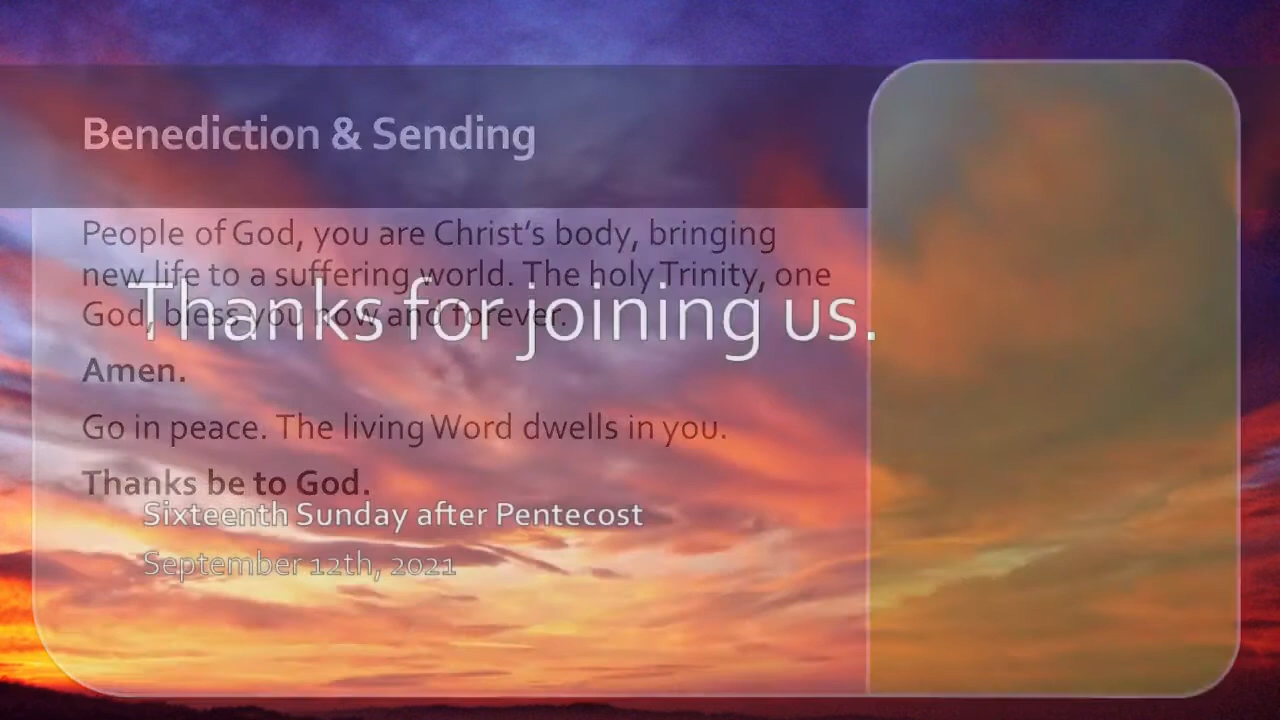 Benediction & Sending
People of God, you are Christ’s body, bringing
new life to a suffering world. The holy Trinity, one
God, bless you now and forever.
Thanks for joining us.
Amen.
Go in peace. The living Word dwells in you.
Thanks be to God.
Sixteenth Sunday after Pentecost
September 12th, 2021